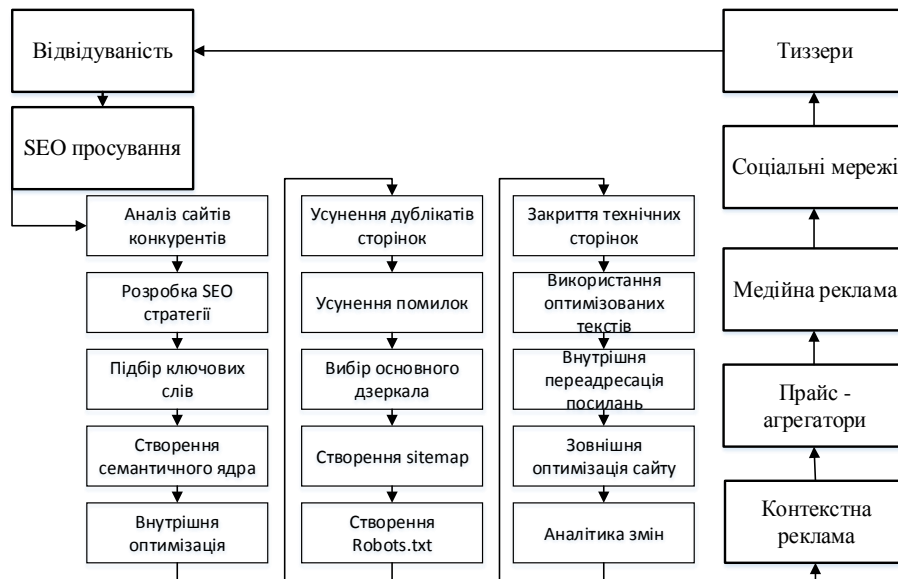 Відвідуваність
SEO просування
Аналіз сайтів
конкурентів
Розробка SEO
стратегії
Підбір ключових
слів
Створення
семантичного ядра
Внутрішня
оптимізація
Усунення дублікатів
сторінок
Усунення помилок
Вибір основного
дзеркала
Створення sitemap
Створення
Robots.txt
Закриття технічних
сторінок
Використання
оптимізованих
текстів
Внутрішня
переадресація
посилань
Зовнішня
оптимізація сайту
Аналітика змін
Контекстна
реклама
Прайс -
агрегатори
Медійна реклама
Соціальні мережі
Тиззери